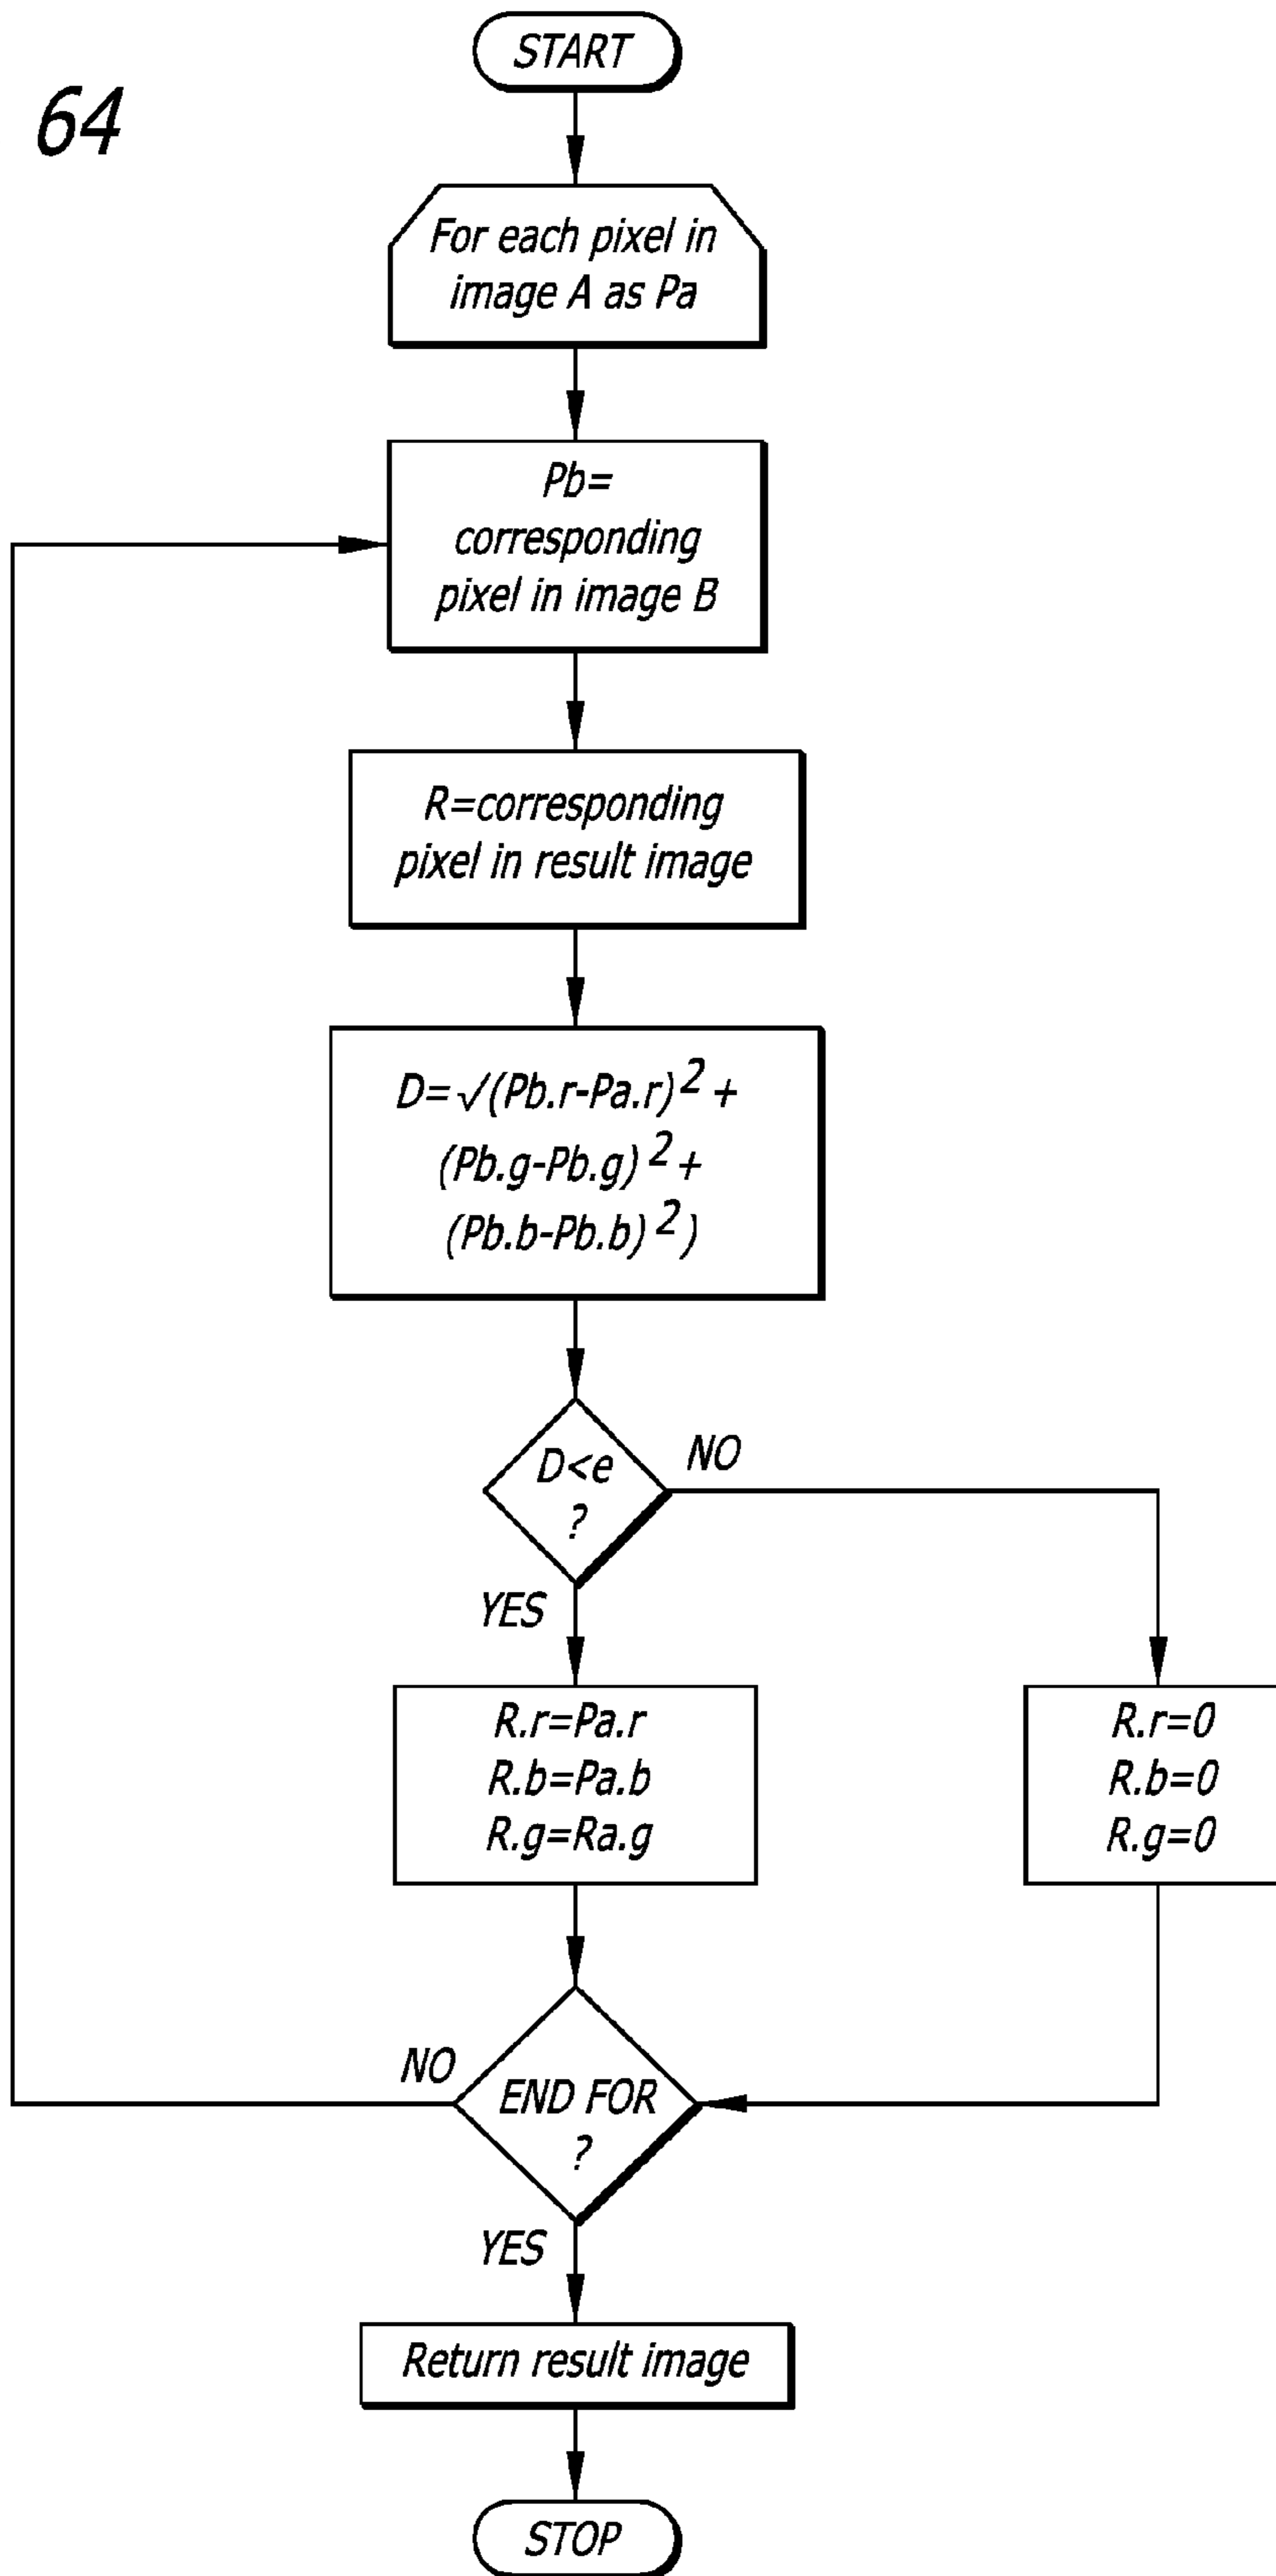 START
64
For each pixel in
image A as Pa
Pb=
corresponding
pixel in image B
R=corresponding
pixel in result image
D=√(Pb.r-Pa.r)²+
(Pb.g-Pb.g)²+
(Pb.b-Pb.b)²)
D<e
?
NO
YES
R.r=Pa.r
R.b=Pa.b
R.g=Ra.g
R.r=0
R.b=0
R.g=0
NO
END FOR
?
YES
Return result image
STOP